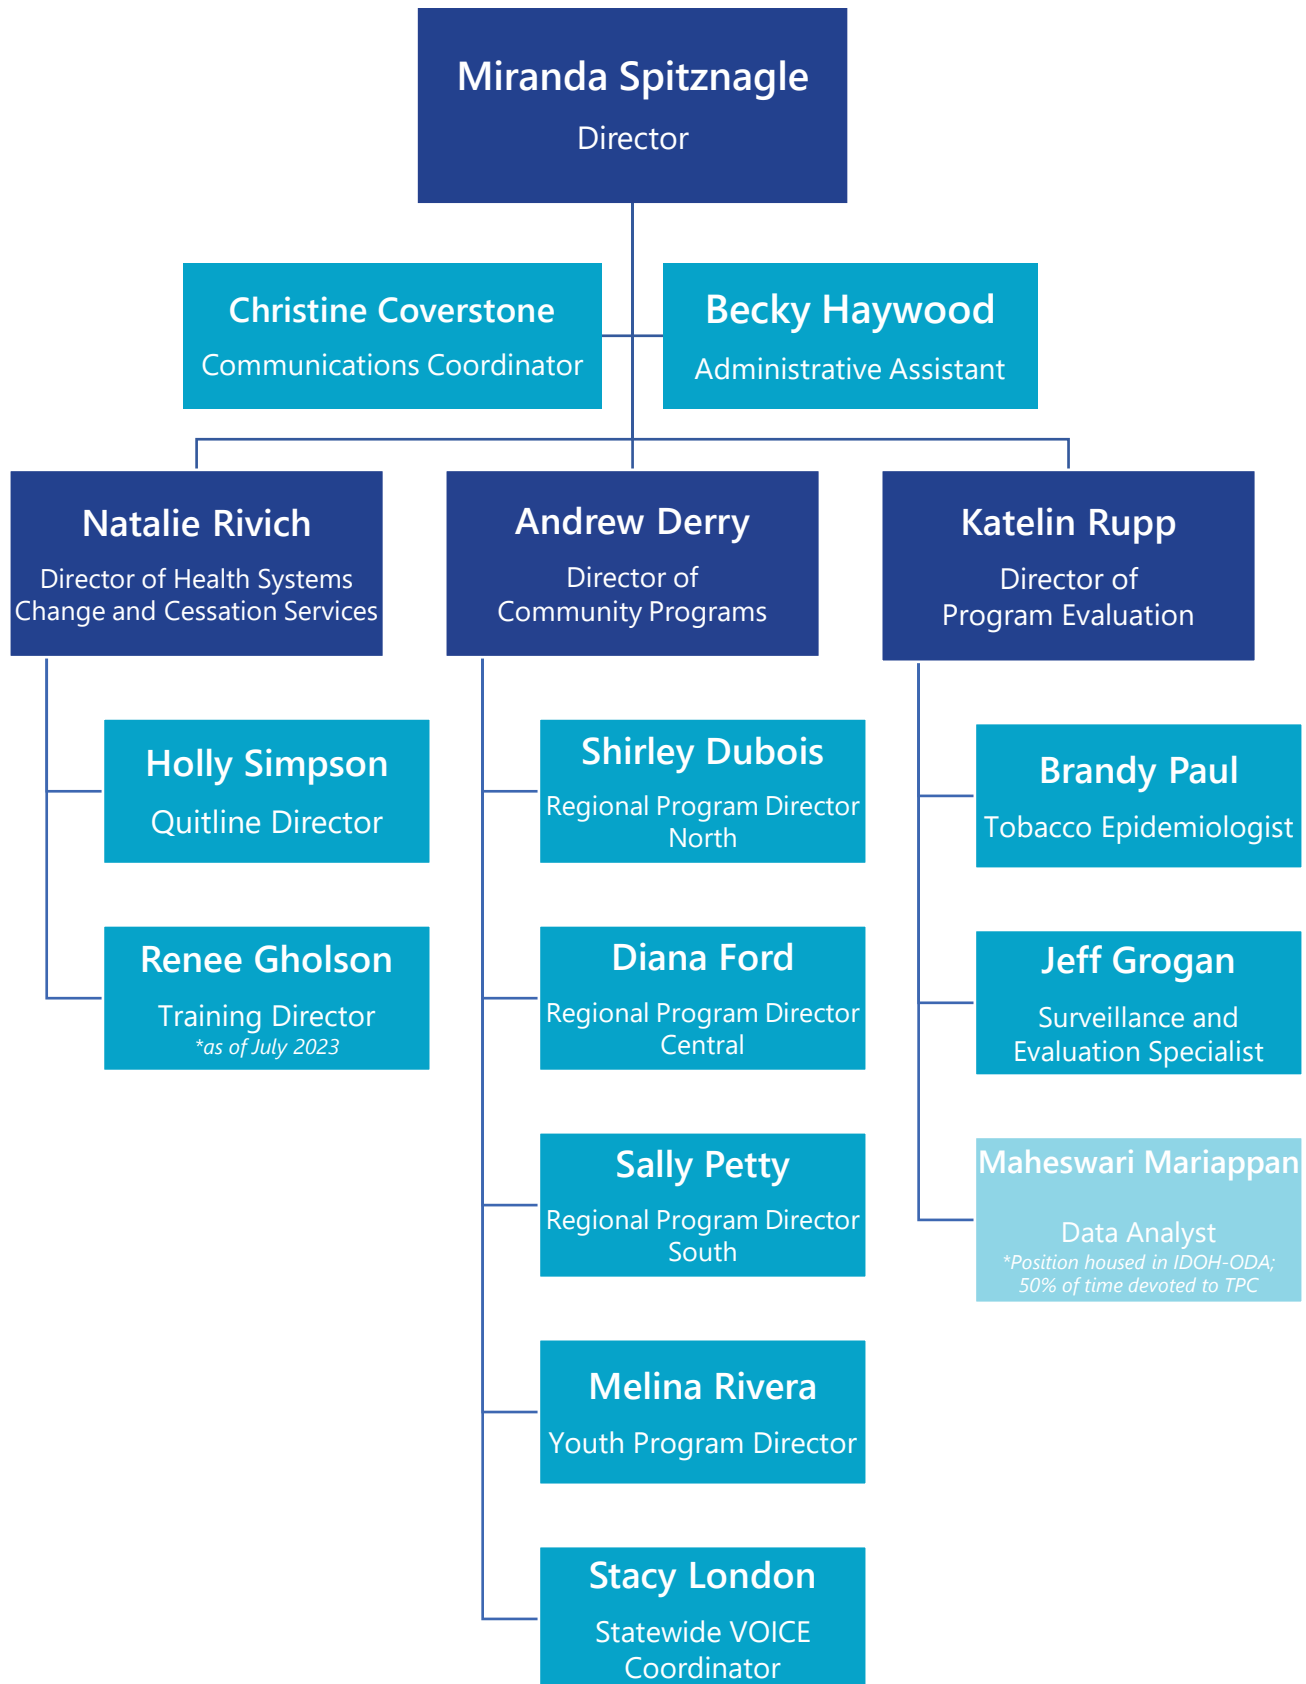 Miranda Spitznagle
Director
Christine Coverstone
Communications Coordinator
Becky Haywood
Administrative Assistant
Natalie Rivich
Director of Health Systems
Change and Cessation Services
Andrew Derry
Director of
Community Programs
Katelin Rupp
Director of
Program Evaluation
Holly Simpson
Quitline Director
Renee Gholson
Training Director
*as of July 2023
Shirley Dubois
Regional Program Director
North
Diana Ford
Regional Program Director
Central
Sally Petty
Regional Program Director
South
Melina Rivera
Youth Program Director
Stacy London
Statewide VOICE
Coordinator
Brandy Paul
Tobacco Epidemiologist
Jeff Grogan
Surveillance and
Evaluation Specialist
Maheswari Mariappan
Data Analyst
*Position housed in IDOH-ODA;
50% of time devoted to TPC